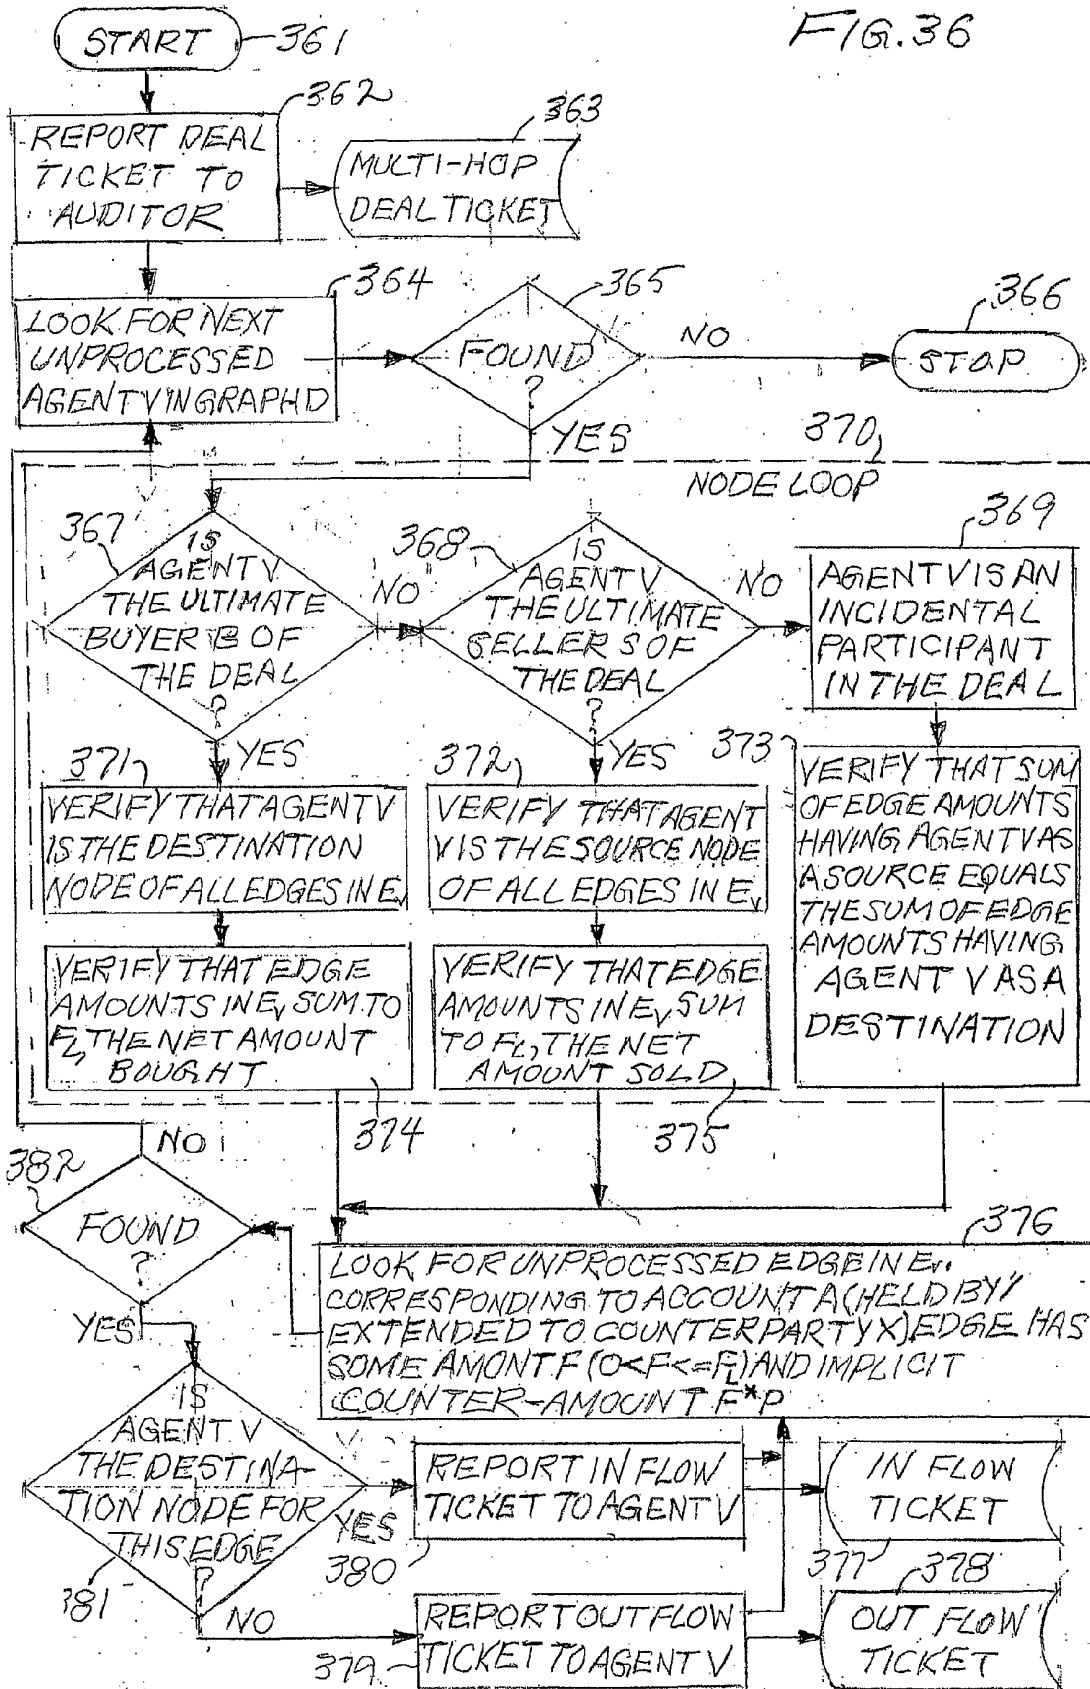 FIG.36
START
361
362
REPORT DEAL
TICKET TO
AUDITOR
363
MULTI-HOP
DEAL TICKET
364
LOOK FOR NEXT
UNPROCESSED
AGENT V IN GRAPH D
365
FOUND
?
NO
366
STOP
YES
370
NODE LOOP
367
IS
AGENT V
THE ULTIMATE
BUYER B OF
THE DEAL
?
NO
368
IS
AGENT V
THE ULTIMATE
SELLER S OF
THE DEAL
?
NO
369
AGENT V IS AN
INCIDENTAL
PARTICIPANT
IN THE DEAL
YES
YES
371
VERIFY THAT AGENT V
IS THE DESTINATION
NODE OF ALL EDGES IN Ev
372
VERIFY THAT AGENT
V IS THE SOURCE NODE
OF ALL EDGES IN Ev
373
VERIFY THAT SUM
OF EDGE AMOUNTS
HAVING AGENT V AS
A SOURCE EQUALS
THE SUM OF EDGE
AMOUNTS HAVING
AGENT V AS A
DESTINATION
VERIFY THAT EDGE
AMOUNTS IN Ev SUM TO
FL, THE NET AMOUNT
BOUGHT
374
VERIFY THAT EDGE
AMOUNTS IN Ev SUM
TO FL, THE NET
AMOUNT SOLD
375
NO
382
FOUND
?
YES
376
LOOK FOR UNPROCESSED EDGE IN Ev.
CORRESPONDING TO ACCOUNT A (HELD BY/
EXTENDED TO COUNTERPARTY X) EDGE HAS
SOME AMONT F (0<F<=FL) AND IMPLICIT
COUNTER-AMOUNT F*P
IS
AGENT V
THE DESTINA-
TION NODE FOR
THIS EDGE
?
381
YES
NO
REPORT IN FLOW
TICKET TO AGENT V
380
IN FLOW
TICKET
377
REPORT OUT FLOW
TICKET TO AGENT V
379
378
OUT FLOW
TICKET